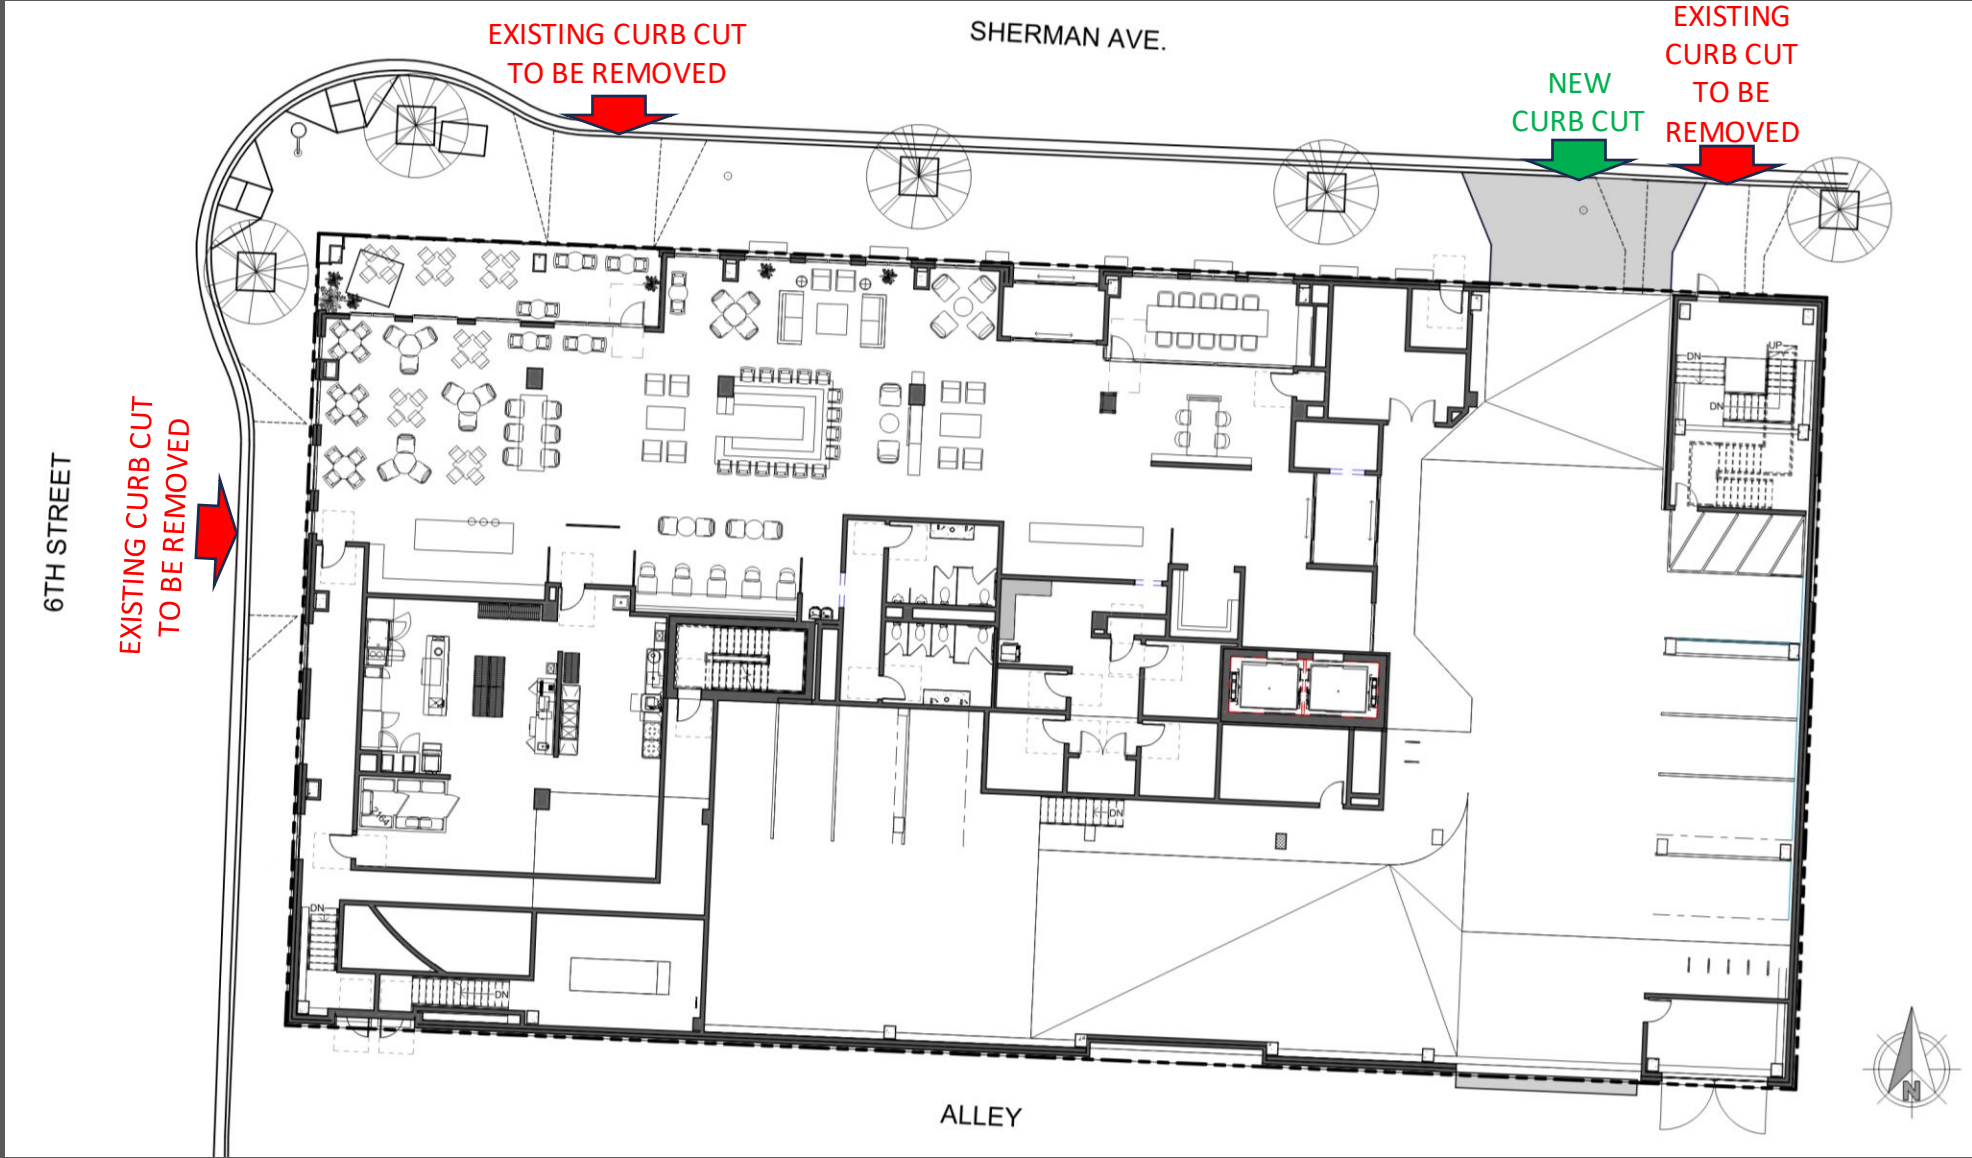 SHERMAN AVE.
EXISTING CURB CUT
TO BE REMOVED
NEW
CURB CUT
EXISTING
CURB CUT
TO BE
REMOVED
6TH STREET
EXISTING CURB CUT
TO BE REMOVED
UP
DN
DN
DN
DN
DN
ALLEY
N